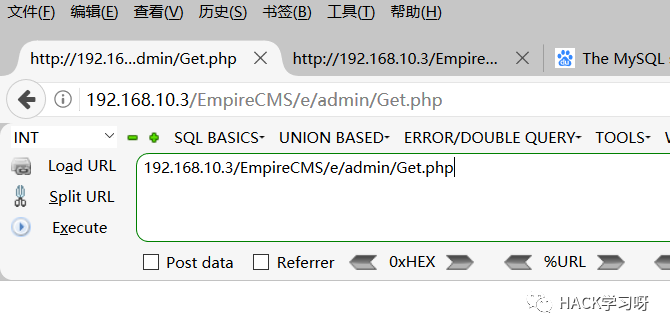 文件(F) 编辑(E) 查看(V) 历史(S) 书签(B) 工具(T) 帮助(H)
http://192.16...dmin/Get.php http://192.168.10.3/EmpireC... The MySQL s
192.168.10.3/EmpireCMS/e/admin/Get.php
INT SQL BASICS UNION BASED ERROR/DOUBLE QUERY TOOLS W
Load URL 192.168.10.3/EmpireCMS/e/admin/Get.php
Split URL
Execute
Post data Referrer 0xHEX %URL
HACK学习呀